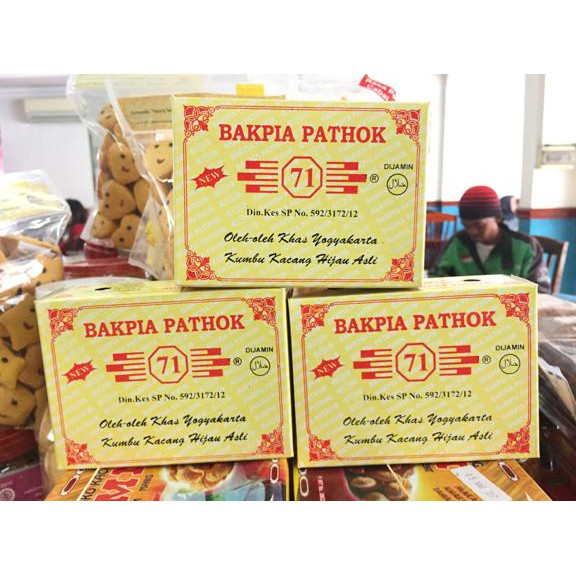 BAKPIA PATHOK
NEW
71
®
DIJAMIN
حلال
Din.Kes SP No. 592/3172/12
Oleh-oleh Khas Yogyakarta
Kumbu Kacang Hijau Asli
BAKPIA PATHOK
NEW
71
®
DIJAMIN
حلال
Din.Kes SP No. 592/3172/12
Oleh-oleh Khas Yogyakarta
Kumbu Kacang Hijau Asli
BAKPIA PATHOK
NEW
71
®
DIJAMIN
حلال
Din.Kes SP No. 592/3172/12
Oleh-oleh Khas Yogyakarta
Kumbu Kacang Hijau Asli